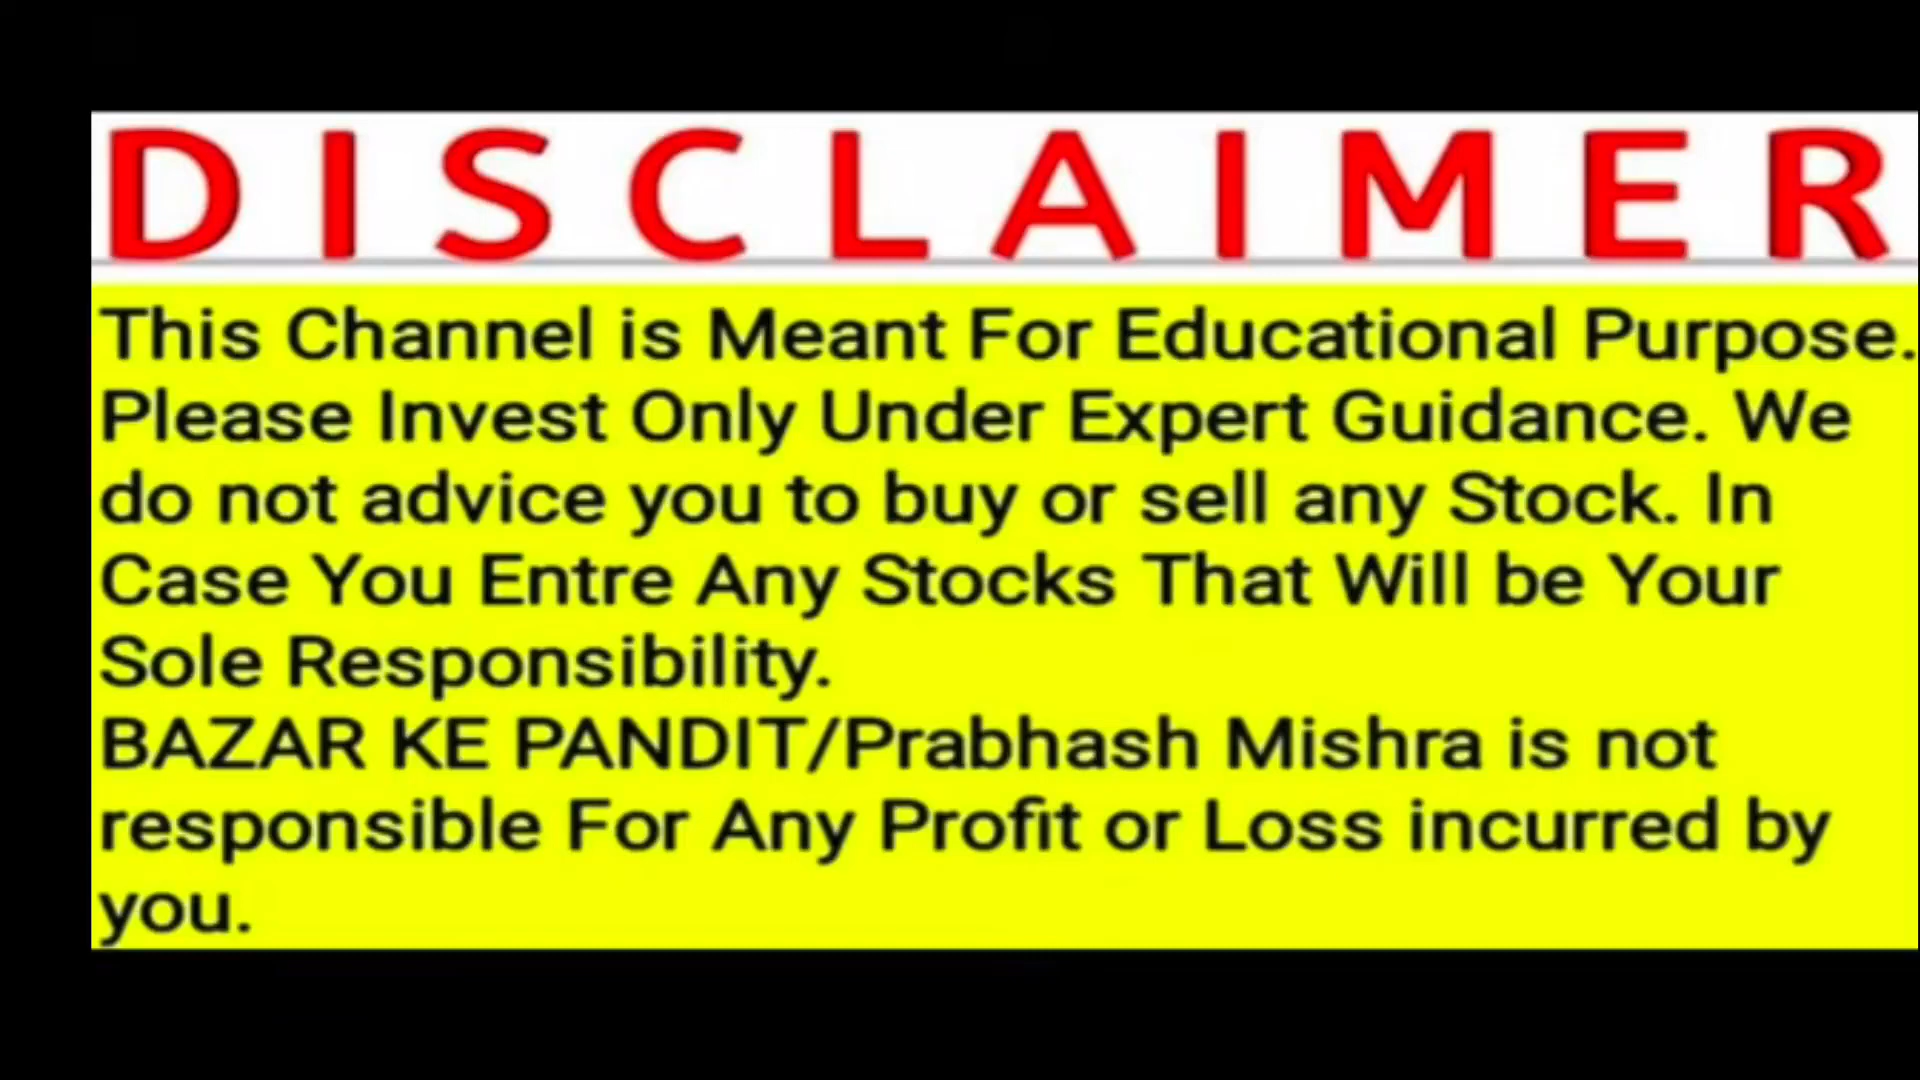 DISCLAIMER
This Channel is Meant For Educational Purpose.
Please Invest Only Under Expert Guidance. We
do not advice you to buy or sell any Stock. In
Case You Entre Any Stocks That Will be Your
Sole Responsibility.
BAZAR KE PANDIT/Prabhash Mishra is not
responsible For Any Profit or Loss incurred by
you.